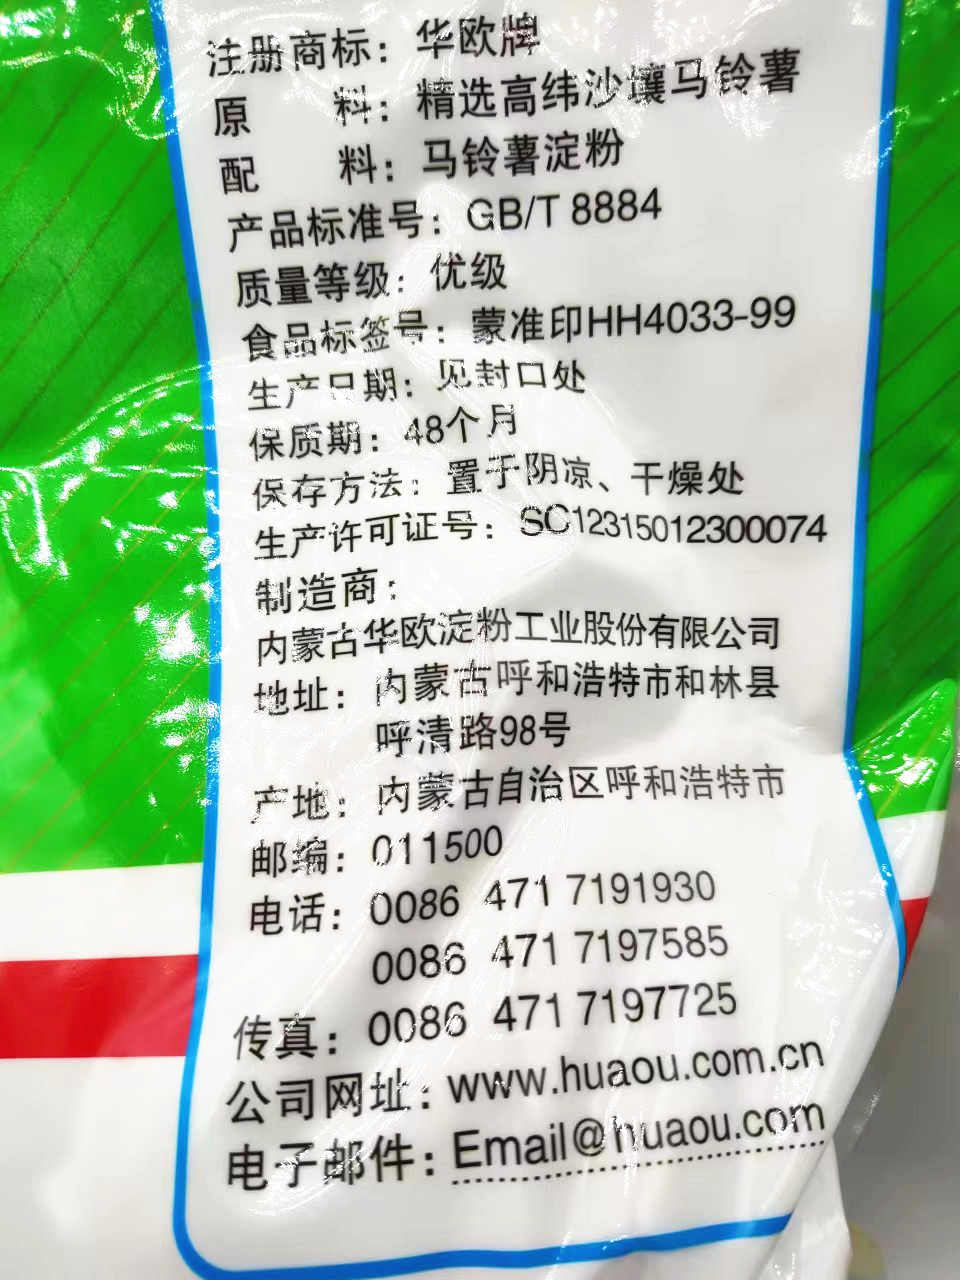 注册商标：华欧牌
原　料：精选高纬沙壤马铃薯
配　料：马铃薯淀粉
产品标准号：GB/T 8884
质量等级：优级
食品标签号：蒙准印HH4033-99
生产日期：见封口处
保质期：48个月
保存方法：置于阴凉、干燥处
生产许可证号：SC12315012300074
制造商：
内蒙古华欧淀粉工业股份有限公司
地址：内蒙古呼和浩特市和林县
呼清路98号
产地：内蒙古自治区呼和浩特市
邮编：011500
电话：0086 471 7191930
0086 471 7197585
传真：0086 471 7197725
公司网址：www.huaou.com.cn
电子邮件：Email@huaou.com